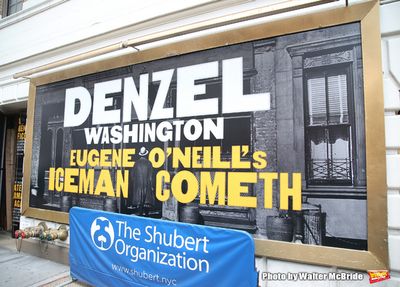 DENZEL
WASHINGTON
EUGENE O'NEILL's
ICEMAN COMETH
The Shubert
Organization
www.shubert.nyc
Photo by Walter McBride